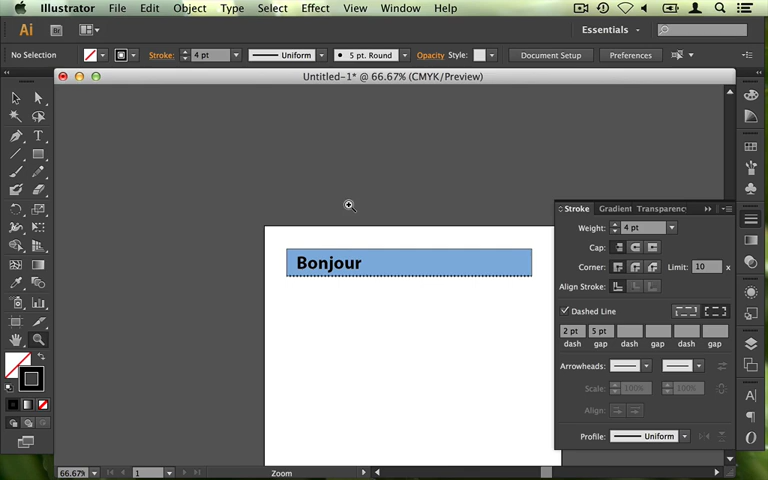 Illustrator File Edit Object Type Select Effect View Window Help
Ai Br Essentials
No Selection Stroke: 4 pt Uniform 5 pt. Round Opacity Style: Document Setup Preferences
Untitled-1* @ 66.67% (CMYK/Preview)
Stroke Gradient Transparenc
Weight: 4 pt
Cap:
Bonjour
Corner: Limit: 10 x
Align Stroke:
Dashed Line
2 pt 5 pt
dash gap dash gap dash gap
Arrowheads:
Scale: 100% 100%
Align:
Profile: Uniform
66.67% 1 Zoom